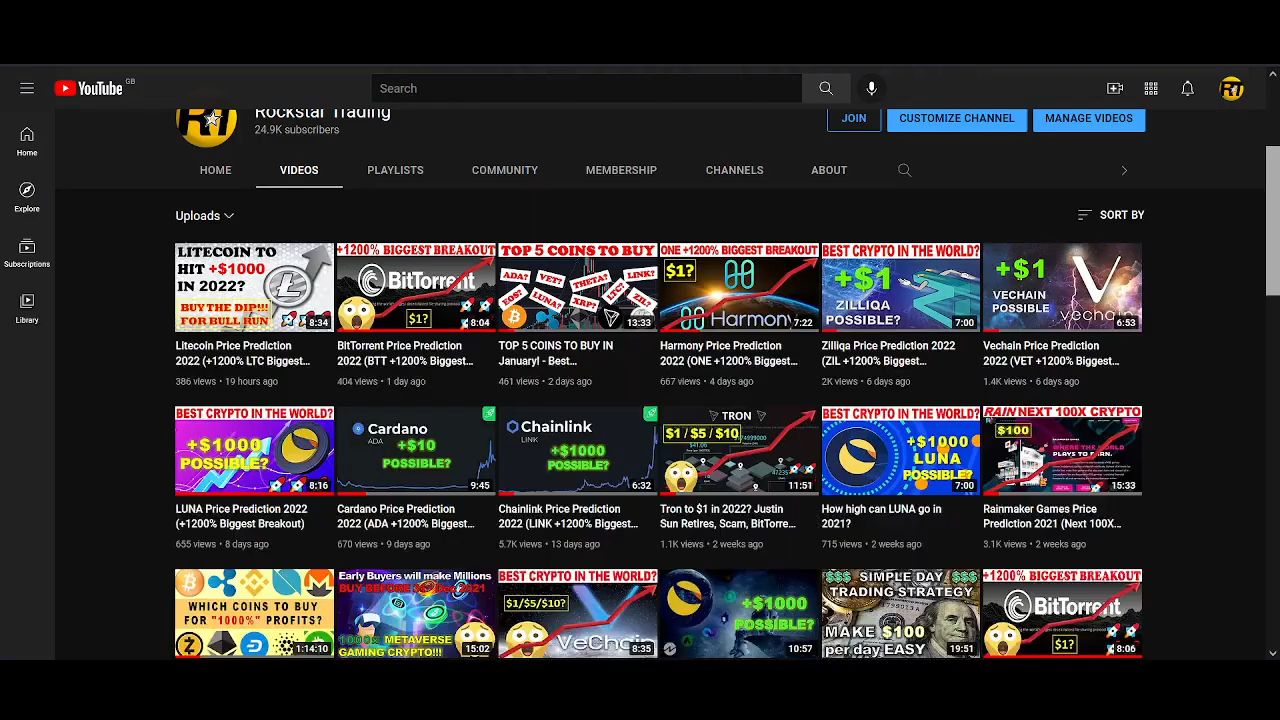 YouTube GB
Search
Rockstar Trading
24.9K subscribers
JOIN
CUSTOMIZE CHANNEL
MANAGE VIDEOS
Home
Explore
Subscriptions
Library
HOME
VIDEOS
PLAYLISTS
COMMUNITY
MEMBERSHIP
CHANNELS
ABOUT
Uploads
SORT BY
LITECOIN TO
HIT +$1000
IN 2022?
BUY THE DIP!!!
FOR BULL RUN
8:34
Litecoin Price Prediction
2022 (+1200% LTC Biggest...
386 views • 19 hours ago
+1200% BIGGEST BREAKOUT
BitTorrent
$1?
8:04
BitTorrent Price Prediction
2022 (BTT +1200% Biggest...
404 views • 1 day ago
TOP 5 COINS TO BUY
ADA?
VET?
THETA?
LINK?
EOS?
LUNA?
XRP?
LTC?
ZIL?
13:33
TOP 5 COINS TO BUY IN
January! - Best...
461 views • 2 days ago
ONE +1200% BIGGEST BREAKOUT
$1?
Harmony
7:22
Harmony Price Prediction
2022 (ONE +1200% Biggest...
667 views • 4 days ago
BEST CRYPTO IN THE WORLD?
+$1
ZILLIQA
POSSIBLE?
7:00
Zilliqa Price Prediction 2022
(ZIL +1200% Biggest...
2K views • 6 days ago
+$1
VECHAIN
POSSIBLE
vechain
6:53
Vechain Price Prediction
2022 (VET +1200% Biggest...
1.4K views • 6 days ago
BEST CRYPTO IN THE WORLD?
+$1000
POSSIBLE?
8:16
LUNA Price Prediction 2022
(+1200% Biggest Breakout)
655 views • 8 days ago
Cardano
ADA
+$10
POSSIBLE?
9:45
Cardano Price Prediction
2022 (ADA +1200% Biggest...
670 views • 9 days ago
Chainlink
LINK
+$1000
POSSIBLE?
6:32
Chainlink Price Prediction
2022 (LINK +1200% Biggest...
5.7K views • 13 days ago
TRON
$1 / $5 / $10
11:51
Tron to $1 in 2022? Justin
Sun Retires, Scam, BitTorre...
1.1K views • 2 weeks ago
BEST CRYPTO IN THE WORLD?
+$1000
LUNA
POSSIBLE?
7:00
How high can LUNA go in
2021?
715 views • 2 weeks ago
RAIN NEXT 100X CRYPTO
$100
WHERE THE WORLD
PLAYS TO EARN.
15:33
Rainmaker Games Price
Prediction 2021 (Next 100X...
3.1K views • 2 weeks ago
WHICH COINS TO BUY
FOR "1000%" PROFITS?
1:14:10
Early Buyers will make Millions
METAVERSE
GAMING CRYPTO!!!
15:02
BEST CRYPTO IN THE WORLD?
$1/$5/$10?
VeChain
8:35
+$1000
POSSIBLE?
10:57
$$$ SIMPLE DAY $$$
TRADING STRATEGY
MAKE $100
per day EASY
19:51
+1200% BIGGEST BREAKOUT
BitTorrent
$1?
8:06